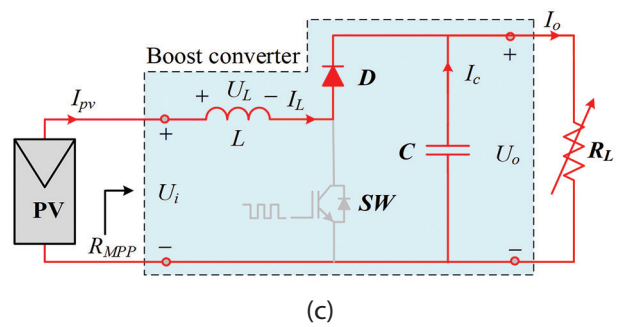 I_o
Boost converter
+
D
I_pv
+ U_L −
I_L
I_c
+
L
C
U_o
R_L
PV
U_i
SW
R_MPP
−
−
(c)